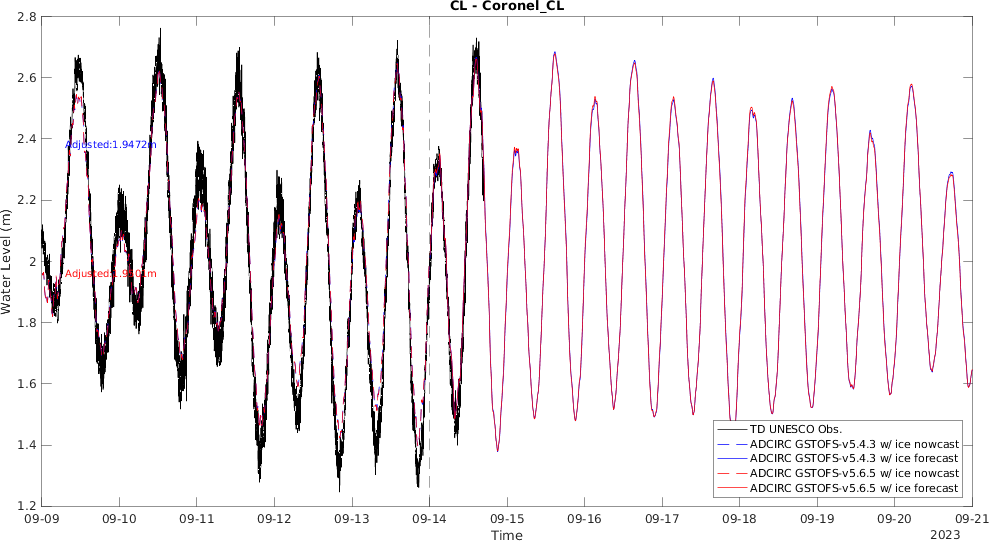 CL - Coronel_CL
2.8
2.6
2.4
2.2
2
1.8
1.6
1.4
1.2
Water Level (m)
Adjusted:1.9472m
TD UNESCO Obs.
ADCIRC GSTOFS-v5.4.3 w/ ice nowcast
ADCIRC GSTOFS-v5.4.3 w/ ice forecast
ADCIRC GSTOFS-v5.6.5 w/ ice nowcast
ADCIRC GSTOFS-v5.6.5 w/ ice forecast
09-09 09-10 09-11 09-12 09-13 09-14 09-15 09-16 09-17 09-18 09-19 09-20 09-21
Time
2023